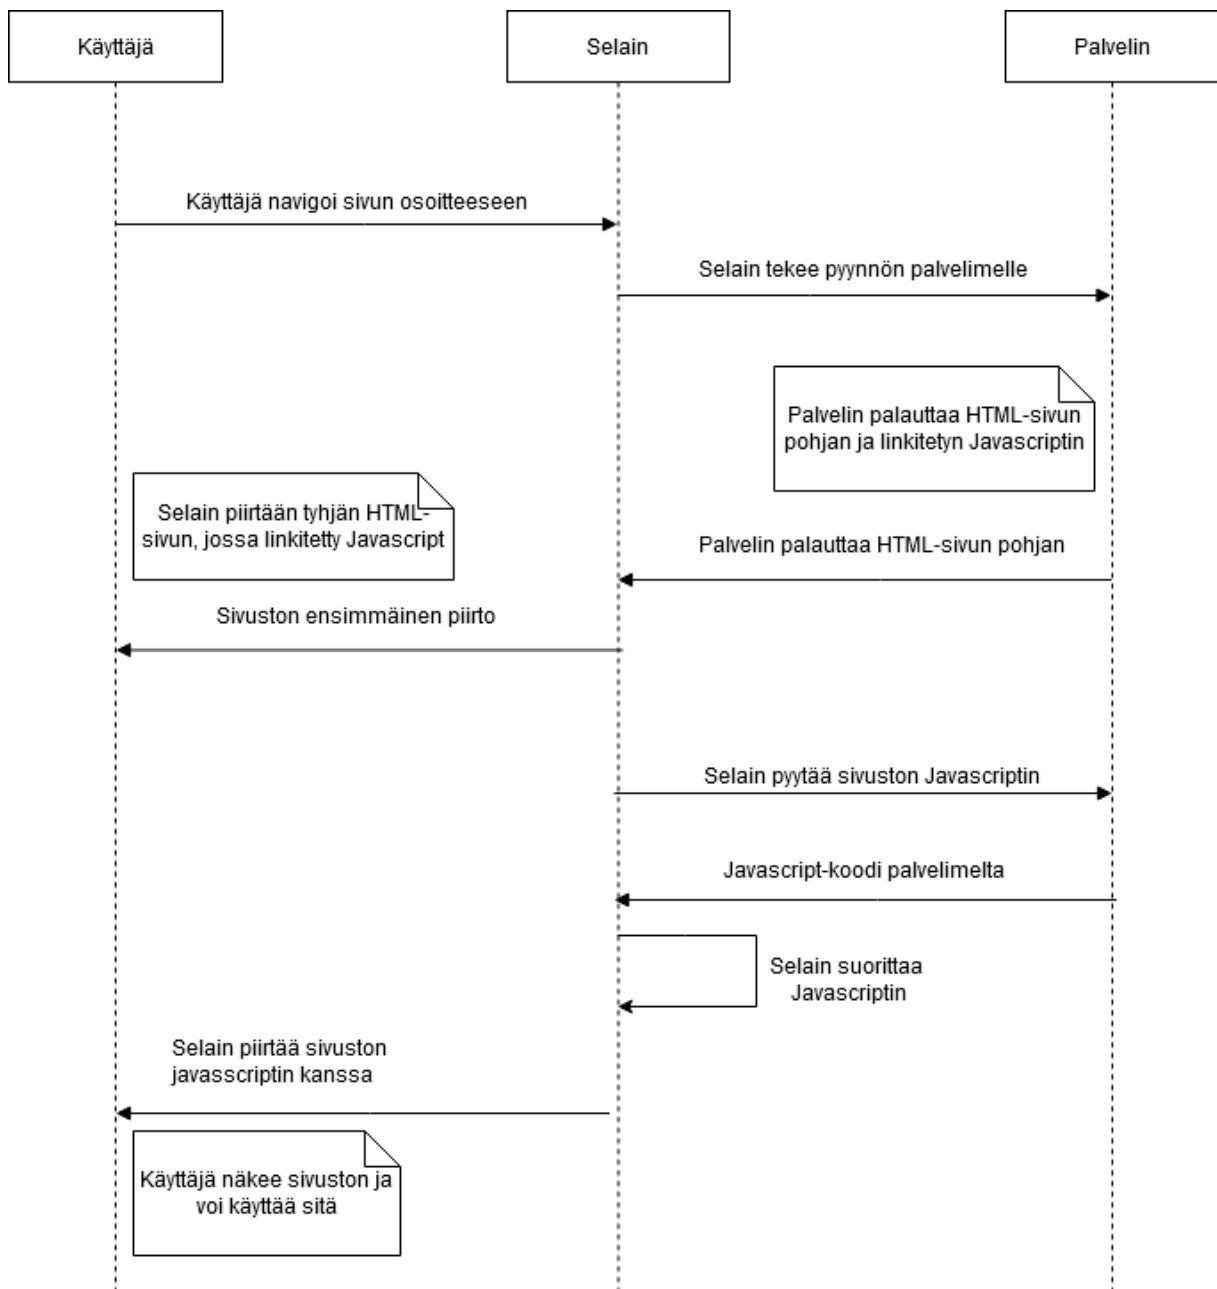 Käyttäjä
Selain
Palvelin
Käyttäjä navigoi sivun osoitteeseen
Selain tekee pyynnön palvelimelle
Palvelin palauttaa HTML-sivun
pohjan ja linkitetyn Javascriptin
Selain piirtään tyhjän HTML-
sivun, jossa linkitetty Javascript
Palvelin palauttaa HTML-sivun pohjan
Sivuston ensimmäinen piirto
Selain pyytää sivuston Javascriptin
Javascript-koodi palvelimelta
Selain suorittaa
Javascriptin
Selain piirtää sivuston
javasscriptin kanssa
Käyttäjä näkee sivuston ja
voi käyttää sitä